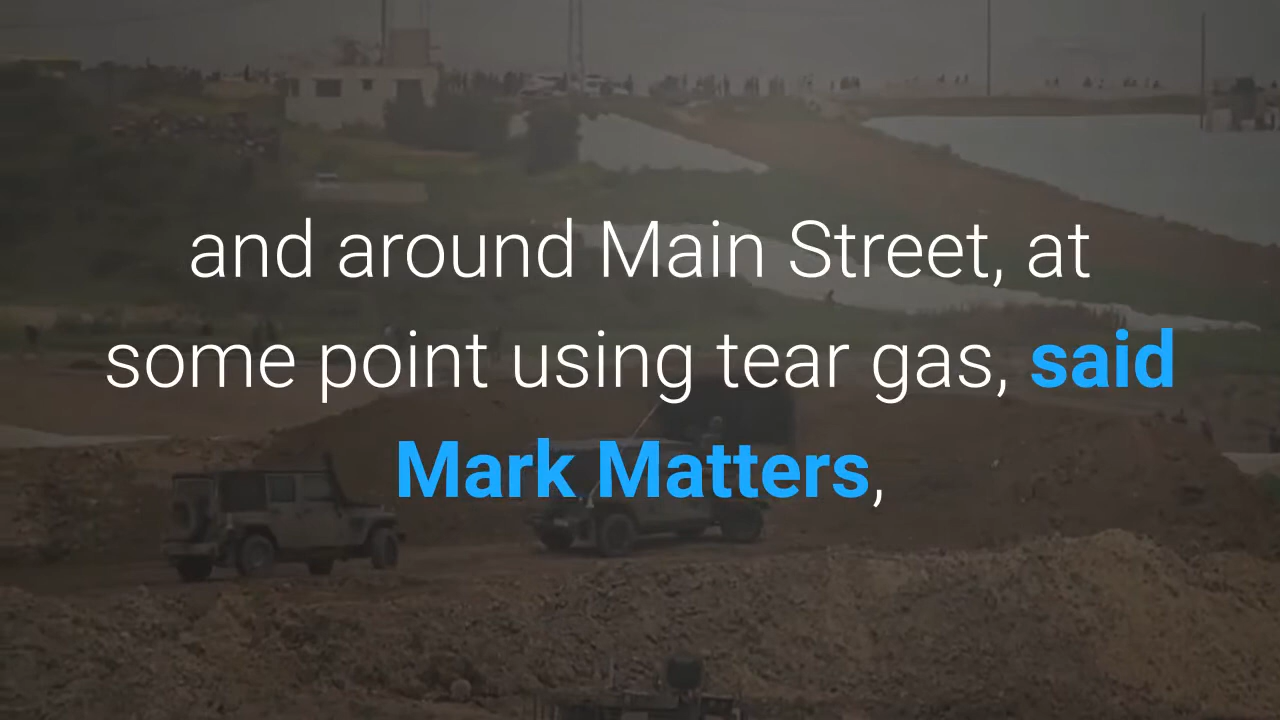 and around Main Street, at
some point using tear gas, said
Mark Matters,